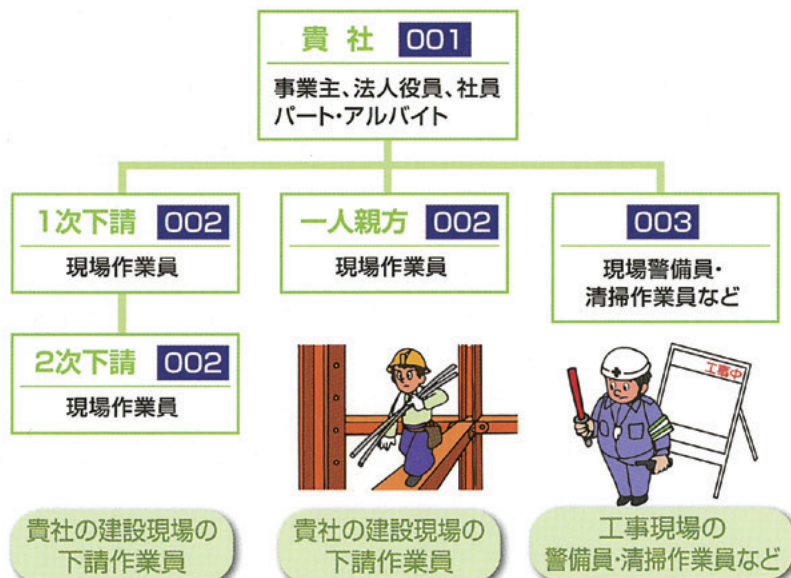 貴社 001
事業主、法人役員、社員
パート・アルバイト
1次下請 002
現場作業員
一人親方 002
現場作業員
003
現場警備員・
清掃作業員など
2次下請 002
現場作業員
工事中
貴社の建設現場の
下請作業員
貴社の建設現場の
下請作業員
工事現場の
警備員・清掃作業員など